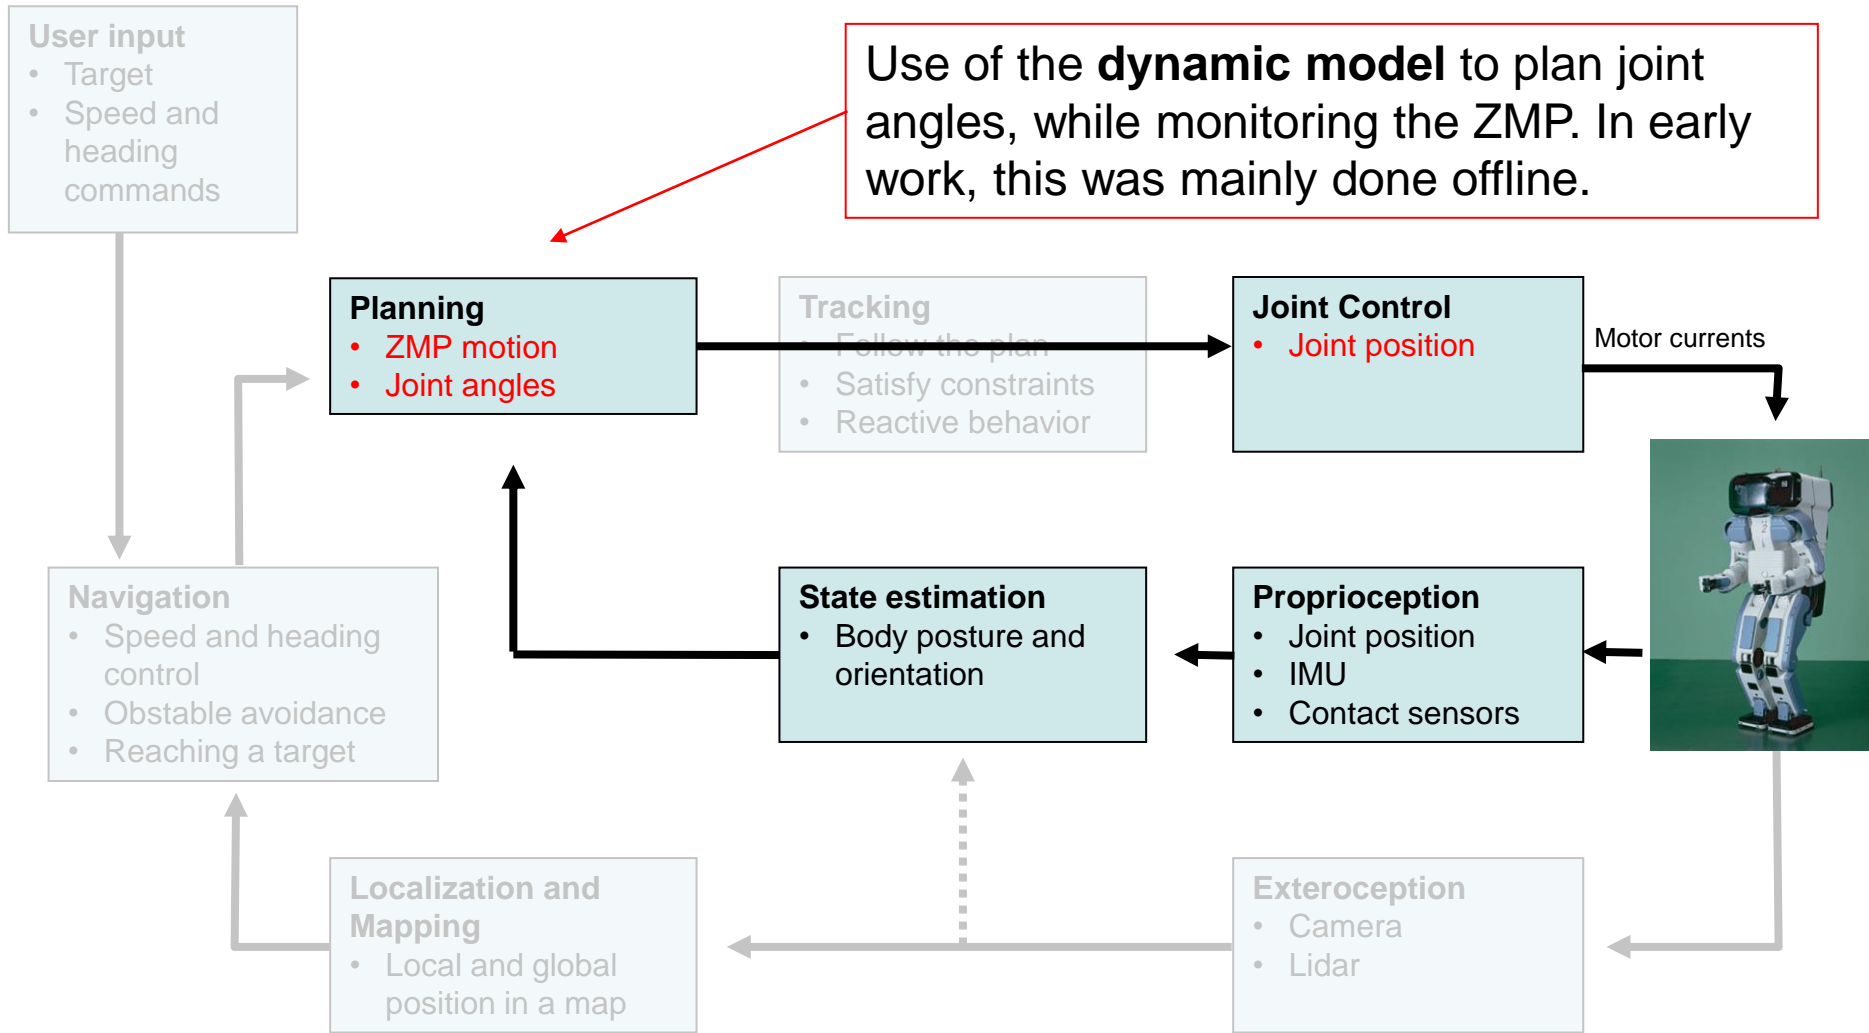 User input
• Target
• Speed and
heading
commands
Use of the dynamic model to plan joint
angles, while monitoring the ZMP. In early
work, this was mainly done offline.
Planning
• ZMP motion
• Joint angles
Tracking
• Follow the plan
• Satisfy constraints
• Reactive behavior
Joint Control
• Joint position
Motor currents
Navigation
• Speed and heading
control
• Obstable avoidance
• Reaching a target
State estimation
• Body posture and
orientation
Proprioception
• Joint position
• IMU
• Contact sensors
Localization and
Mapping
• Local and global
position in a map
Exteroception
• Camera
• Lidar